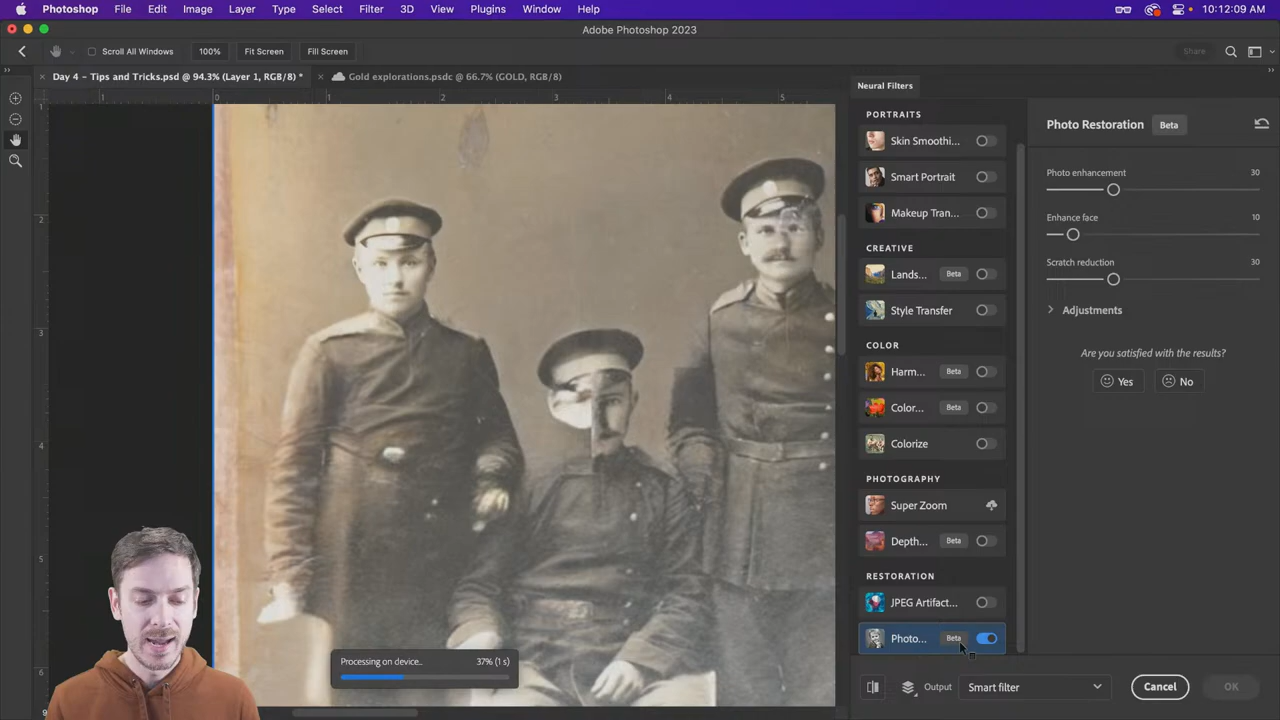 Photoshop File Edit Image Layer Type Select Filter 3D View Plugins Window Help 10:12:09 AM
Adobe Photoshop 2023
Scroll All Windows 100% Fit Screen Fill Screen Share
Day 4 – Tips and Tricks.psd @ 94.3% (Layer 1, RGB/8) * Gold explorations.psdc @ 66.7% (GOLD, RGB/8)
1 0 1 2 3 4 5
1
2
3
4
5
6
Neural Filters
PORTRAITS
Skin Smoothi...
Smart Portrait
Makeup Tran...
CREATIVE
Lands... Beta
Style Transfer
COLOR
Harm... Beta
Color... Beta
Colorize
PHOTOGRAPHY
Super Zoom
Depth... Beta
RESTORATION
JPEG Artifact...
Photo... Beta
Photo Restoration Beta
Photo enhancement 30
Enhance face 10
Scratch reduction 30
Adjustments
Are you satisfied with the results?
Yes No
Processing on device.. 37% (1 s)
Output Smart filter Cancel OK